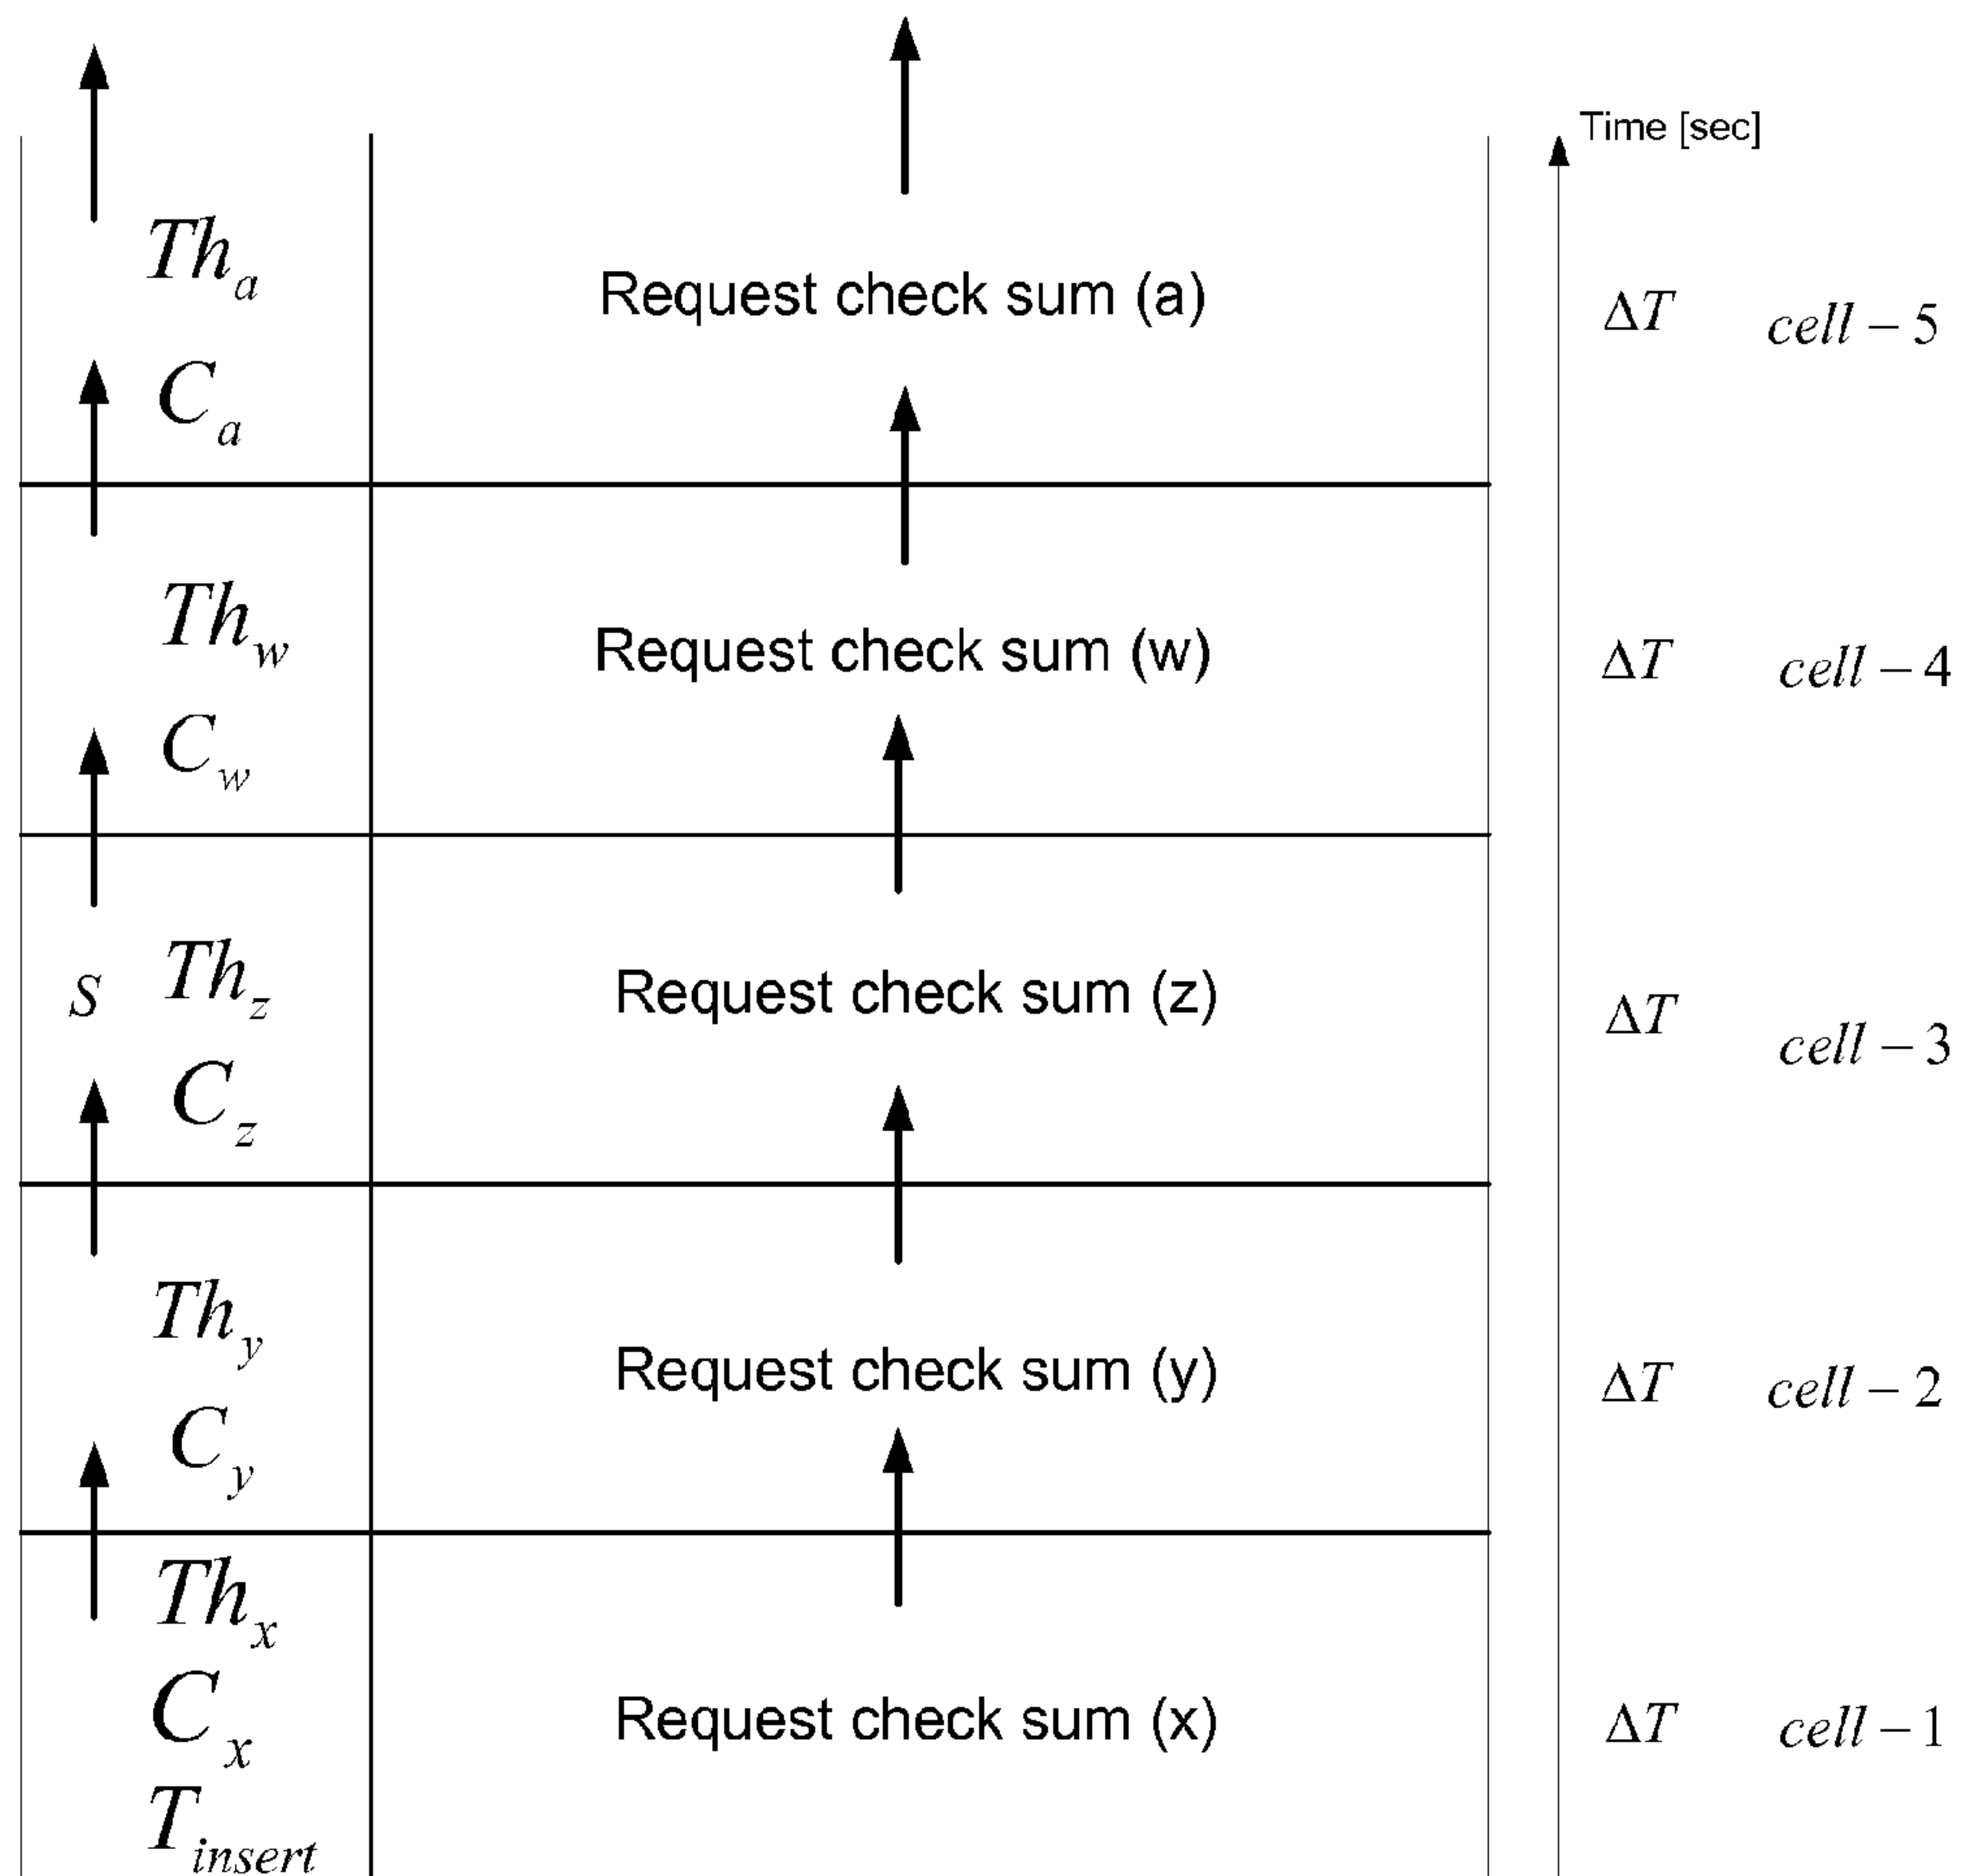 Time [sec]
Th_a
Request check sum (a)
ΔT cell – 5
C_a
Th_w
Request check sum (w)
ΔT cell – 4
C_w
S Th_z
Request check sum (z)
ΔT cell – 3
C_z
Th_y
Request check sum (y)
ΔT cell – 2
C_y
Th_x
C_x
Request check sum (x)
ΔT cell – 1
T_insert